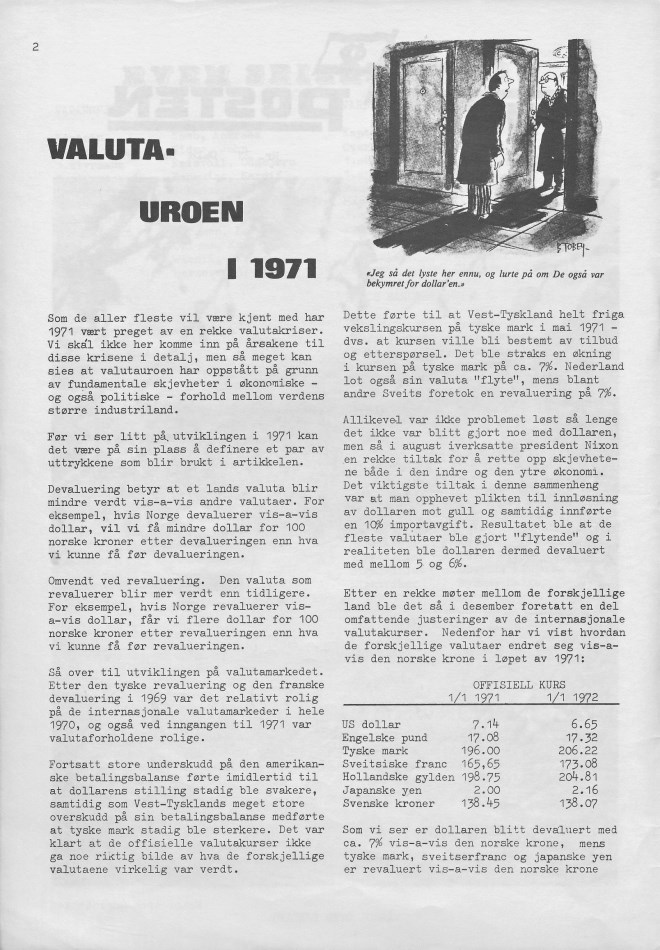 2
VALUTA-
UROEN
I 1971
S TOBEY-
«Jeg så det lyste her ennu, og lurte på om De også var
bekymret for dollar'en.»
Som de aller fleste vil være kjent med har
1971 vært preget av en rekke valutakriser.
Vi skal ikke her komme inn på årsakene til
disse krisene i detalj, men så meget kan
sies at valutauroen har oppstått på grunn
av fundamentale skjevheter i økonomiske -
og også politiske - forhold mellom verdens
større industriland.
Før vi ser litt på utviklingen i 1971 kan
det være på sin plass å definere et par av
uttrykkene som blir brukt i artikkelen.
Devaluering betyr at et lands valuta blir
mindre verdt vis-a-vis andre valutaer. For
eksempel, hvis Norge devaluerer vis-a-vis
dollar, vil vi få mindre dollar for 100
norske kroner etter devalueringen enn hva
vi kunne få før devalueringen.
Omvendt ved revaluering. Den valuta som
revaluerer blir mer verdt enn tidligere.
For eksempel, hvis Norge revaluerer vis-
a-vis dollar, får vi flere dollar for 100
norske kroner etter revalueringen enn hva
vi kunne få før revalueringen.
Så over til utviklingen på valutamarkedet.
Etter den tyske revaluering og den franske
devaluering i 1969 var det relativt rolig
på de internasjonale valutamarkeder i hele
1970, og også ved inngangen til 1971 var
valutaforholdene rolige.
Fortsatt store underskudd på den amerikan-
ske betalingsbalanse førte imidlertid til
at dollarens stilling stadig ble svakere,
samtidig som Vest-Tysklands meget store
overskudd på sin betalingsbalanse medførte
at tyske mark stadig ble sterkere. Det var
klart at de offisielle valutakurser ikke
ga noe riktig bilde av hva de forskjellige
valutaene virkelig var verdt.
Dette førte til at Vest-Tyskland helt friga
vekslingskursen på tyske mark i mai 1971 -
dvs. at kursen ville bli bestemt av tilbud
og etterspørsel. Det ble straks en økning
i kursen på tyske mark på ca. 7%. Nederland
lot også sin valuta "flyte", mens blant
andre Sveits foretok en revaluering på 7%.
Allikevel var ikke problemet løst så lenge
det ikke var blitt gjort noe med dollaren,
men så i august iverksatte president Nixon
en rekke tiltak for å rette opp skjevhete-
ne både i den indre og den ytre økonomi.
Det viktigste tiltak i denne sammenheng
var at man opphevet plikten til innløsning
av dollaren mot gull og samtidig innførte
en 10% importavgift. Resultatet ble at de
fleste valutaer ble gjort "flytende" og i
realiteten ble dollaren dermed devaluert
med mellom 5 og 6%.
Etter en rekke møter mellom de forskjellige
land ble det så i desember foretatt en del
omfattende justeringer av de internasjonale
valutakurser. Nedenfor har vi vist hvordan
de forskjellige valutaer endret seg vis-a-
vis den norske krone i løpet av 1971:
OFFISIELL KURS
1/1 1971 1/1 1972
US dollar 7.14 6.65
Engelske pund 17.08 17.32
Tyske mark 196.00 206.22
Sveitsiske franc 165,65 173.08
Hollandske gylden 198.75 204.81
Japanske yen 2.00 2.16
Svenske kroner 138.45 138.07
Som vi ser er dollaren blitt devaluert med
ca. 7% vis-a-vis den norske krone, mens
tyske mark, sveitserfranc og japanske yen
er revaluert vis-a-vis den norske krone